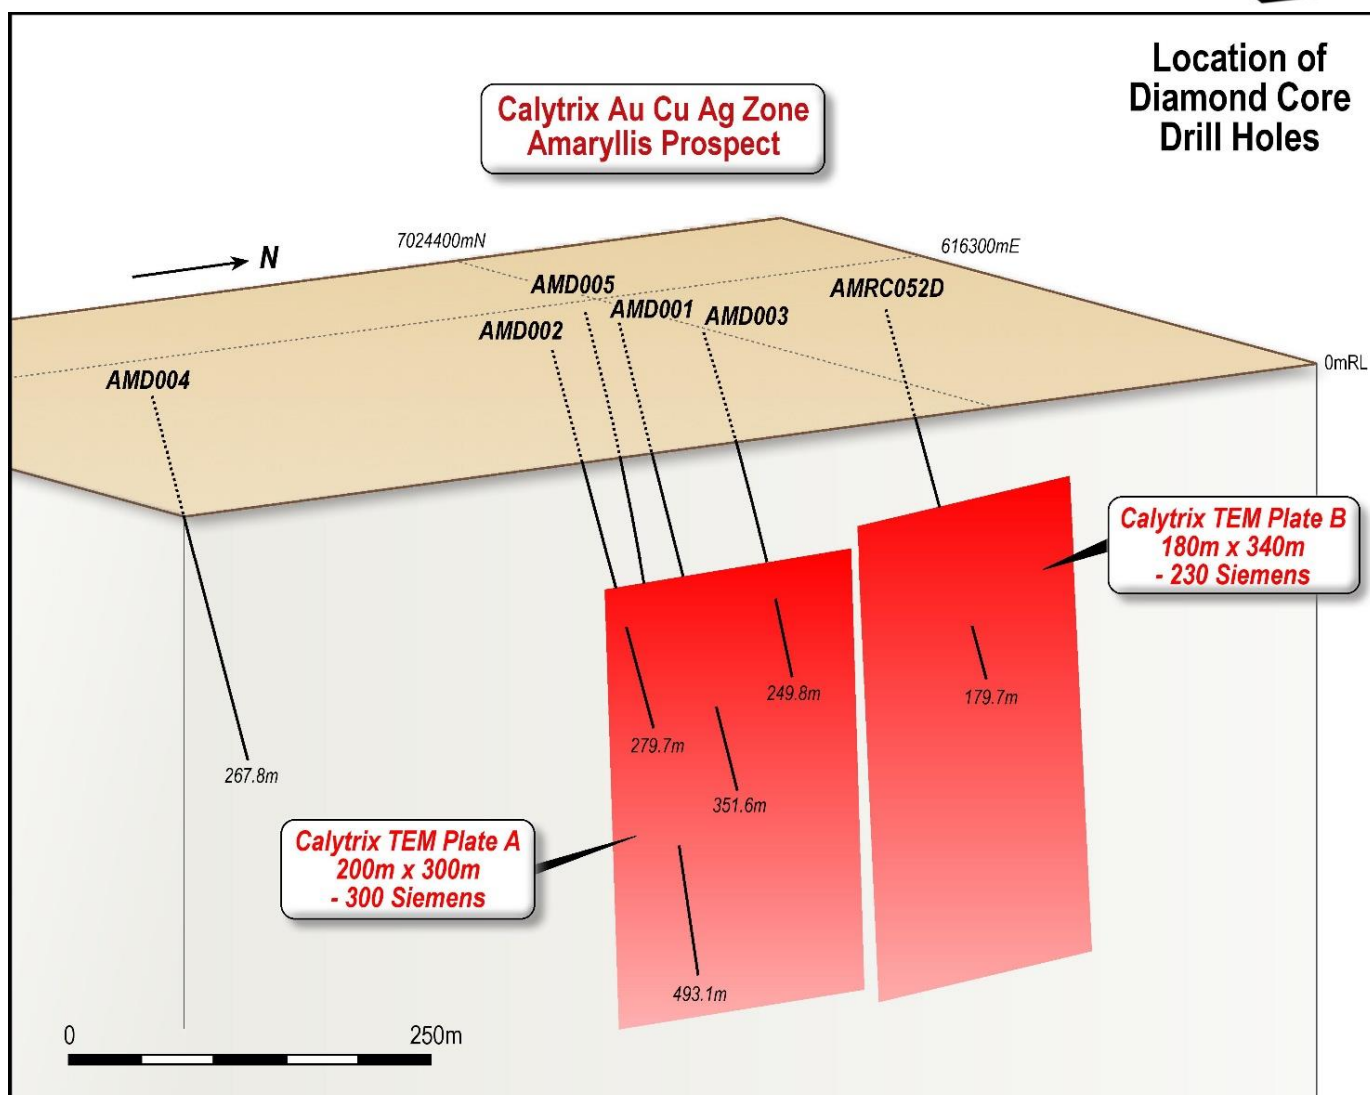 Location of
Diamond Core
Drill Holes
Calytrix Au Cu Ag Zone
Amaryllis Prospect
7024400mN
616300mE
N
AMD005
AMRC052D
AMD002
AMD001
AMD003
AMD004
0mRL
Calytrix TEM Plate B
180m x 340m
- 230 Siemens
249.8m
179.7m
279.7m
267.8m
351.6m
Calytrix TEM Plate A
200m x 300m
- 300 Siemens
493.1m
0
250m